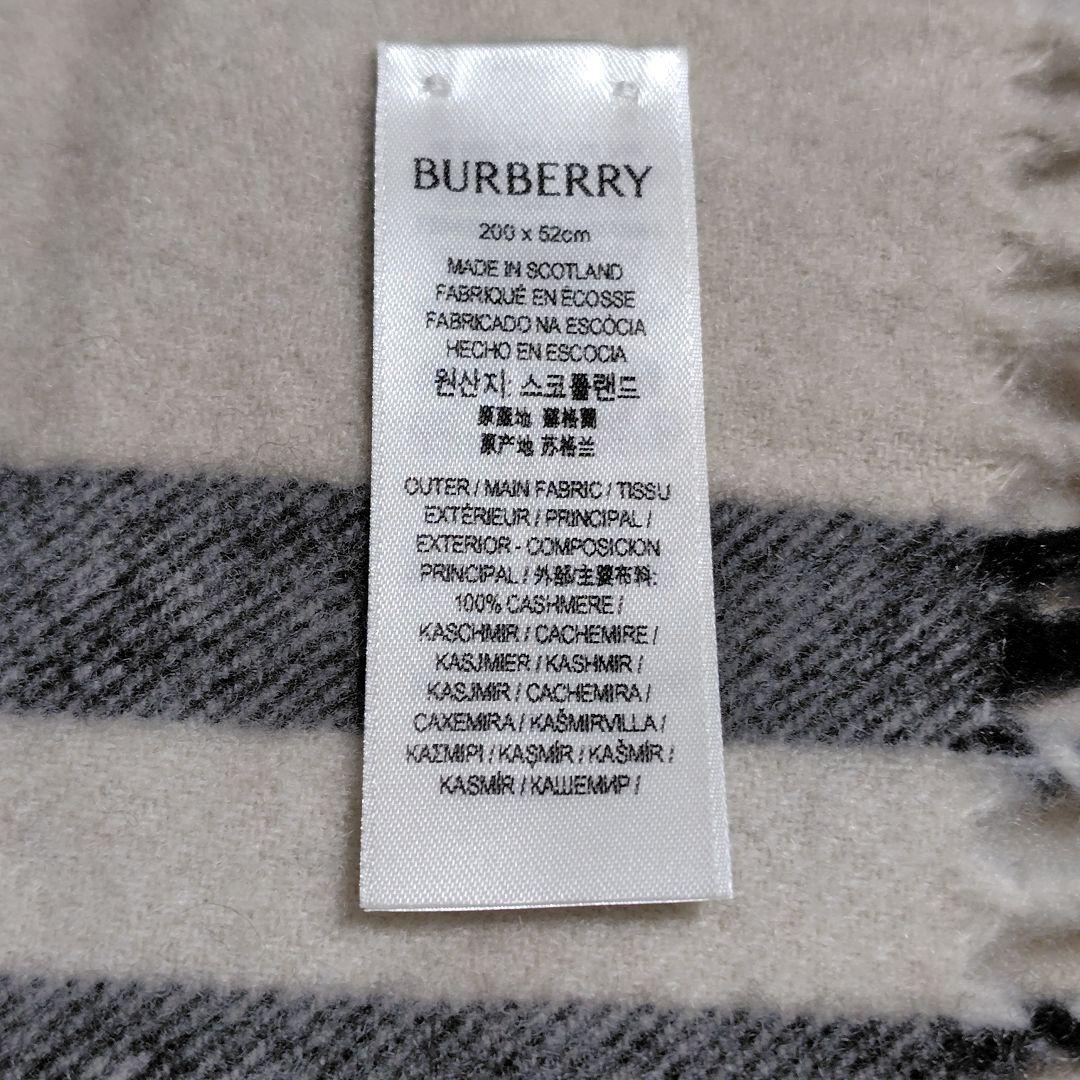 BURBERRY
200 x 52cm
MADE IN SCOTLAND
FABRIQUÉ EN ÉCOSSE
FABRICADO NA ESCÓCIA
HECHO EN ESCOCIA
원산지: 스코틀랜드
原產地 蘇格蘭
原产地 苏格兰
OUTER / MAIN FABRIC / TISSU
EXTÉRIEUR / PRINCIPAL /
EXTERIOR - COMPOSICION
PRINCIPAL / 外部/主要布料:
100% CASHMERE /
KASCHMIR / CACHEMIRE /
KASJMIER / KASHMIR /
KASJMIR / CACHEMIRA /
CAXEMIRA / KAŠMIRVILLA /
ΚΑΣΜΙΡΙ / KAŞMİR / KAŠMÍR /
KASMÍR / КАШЕМИР /